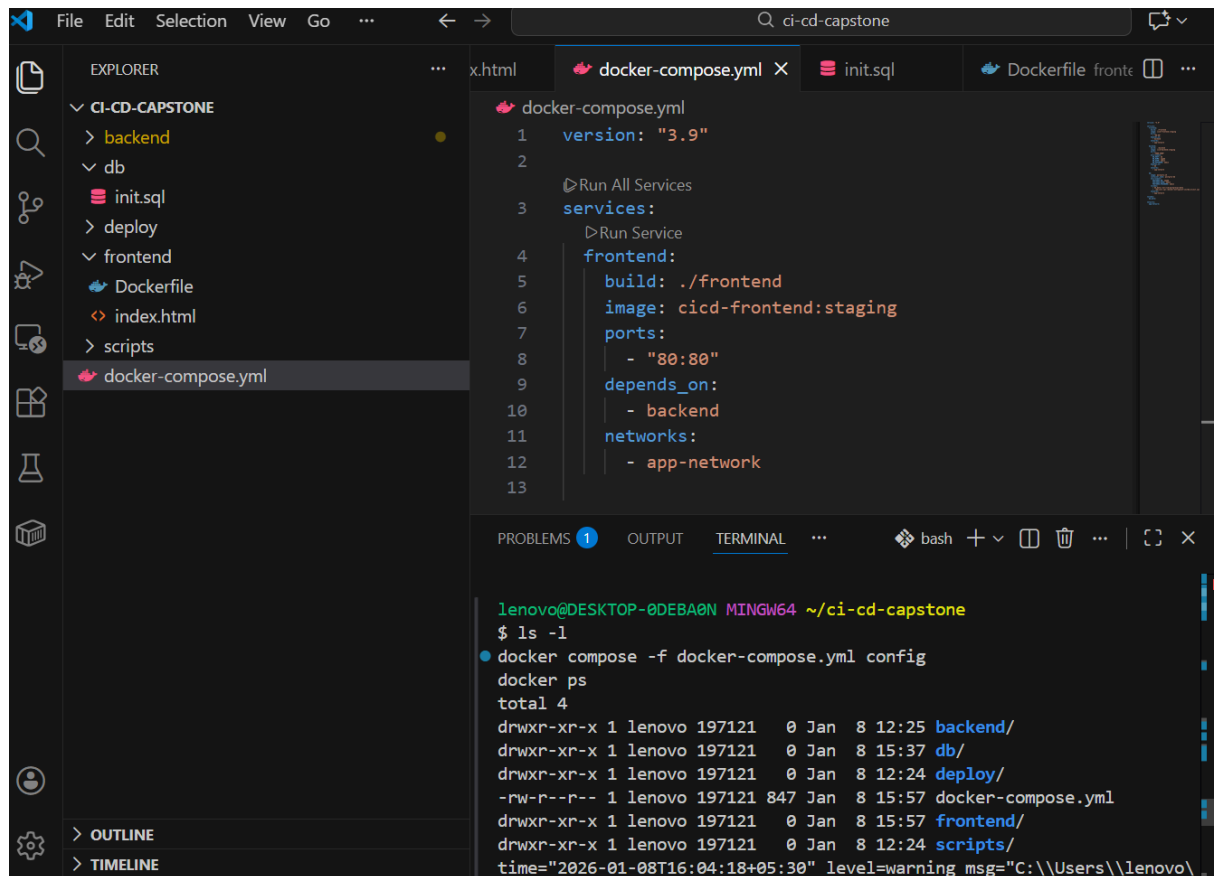 File Edit Selection View Go ··· ← → ci-cd-capstone
EXPLORER ···
CI-CD-CAPSTONE
backend
db
init.sql
deploy
frontend
Dockerfile
index.html
scripts
docker-compose.yml
OUTLINE
TIMELINE
x.html docker-compose.yml init.sql Dockerfile fronte ···
docker-compose.yml
1 version: "3.9"
2
Run All Services
3 services:
Run Service
4 frontend:
5 build: ./frontend
6 image: cicd-frontend:staging
7 ports:
8 - "80:80"
9 depends_on:
10 - backend
11 networks:
12 - app-network
13
PROBLEMS 1 OUTPUT TERMINAL ··· bash ···
lenovo@DESKTOP-0DEBA0N MINGW64 ~/ci-cd-capstone
$ ls -l
docker compose -f docker-compose.yml config
docker ps
total 4
drwxr-xr-x 1 lenovo 197121 0 Jan 8 12:25 backend/
drwxr-xr-x 1 lenovo 197121 0 Jan 8 15:37 db/
drwxr-xr-x 1 lenovo 197121 0 Jan 8 12:24 deploy/
-rw-r--r-- 1 lenovo 197121 847 Jan 8 15:57 docker-compose.yml
drwxr-xr-x 1 lenovo 197121 0 Jan 8 15:57 frontend/
drwxr-xr-x 1 lenovo 197121 0 Jan 8 12:24 scripts/
time="2026-01-08T16:04:18+05:30" level=warning msg="C:\\Users\\lenovo\